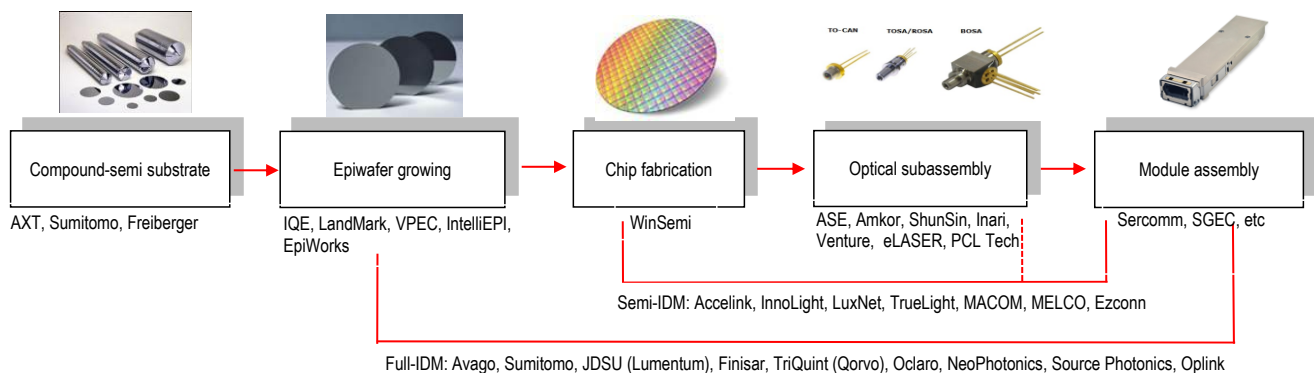 TO-CAN
TOSA/ROSA
BOSA
Compound-semi substrate
Epiwafer growing
Chip fabrication
Optical subassembly
Module assembly
AXT, Sumitomo, Freiberger
IQE, LandMark, VPEC, IntelliEPI,
EpiWorks
WinSemi
ASE, Amkor, ShunSin, Inari,
Venture, eLASER, PCL Tech
Sercomm, SGEC, etc
Semi-IDM: Accelink, InnoLight, LuxNet, TrueLight, MACOM, MELCO, Ezconn
Full-IDM: Avago, Sumitomo, JDSU (Lumentum), Finisar, TriQuint (Qorvo), Oclaro, NeoPhotonics, Source Photonics, Oplink